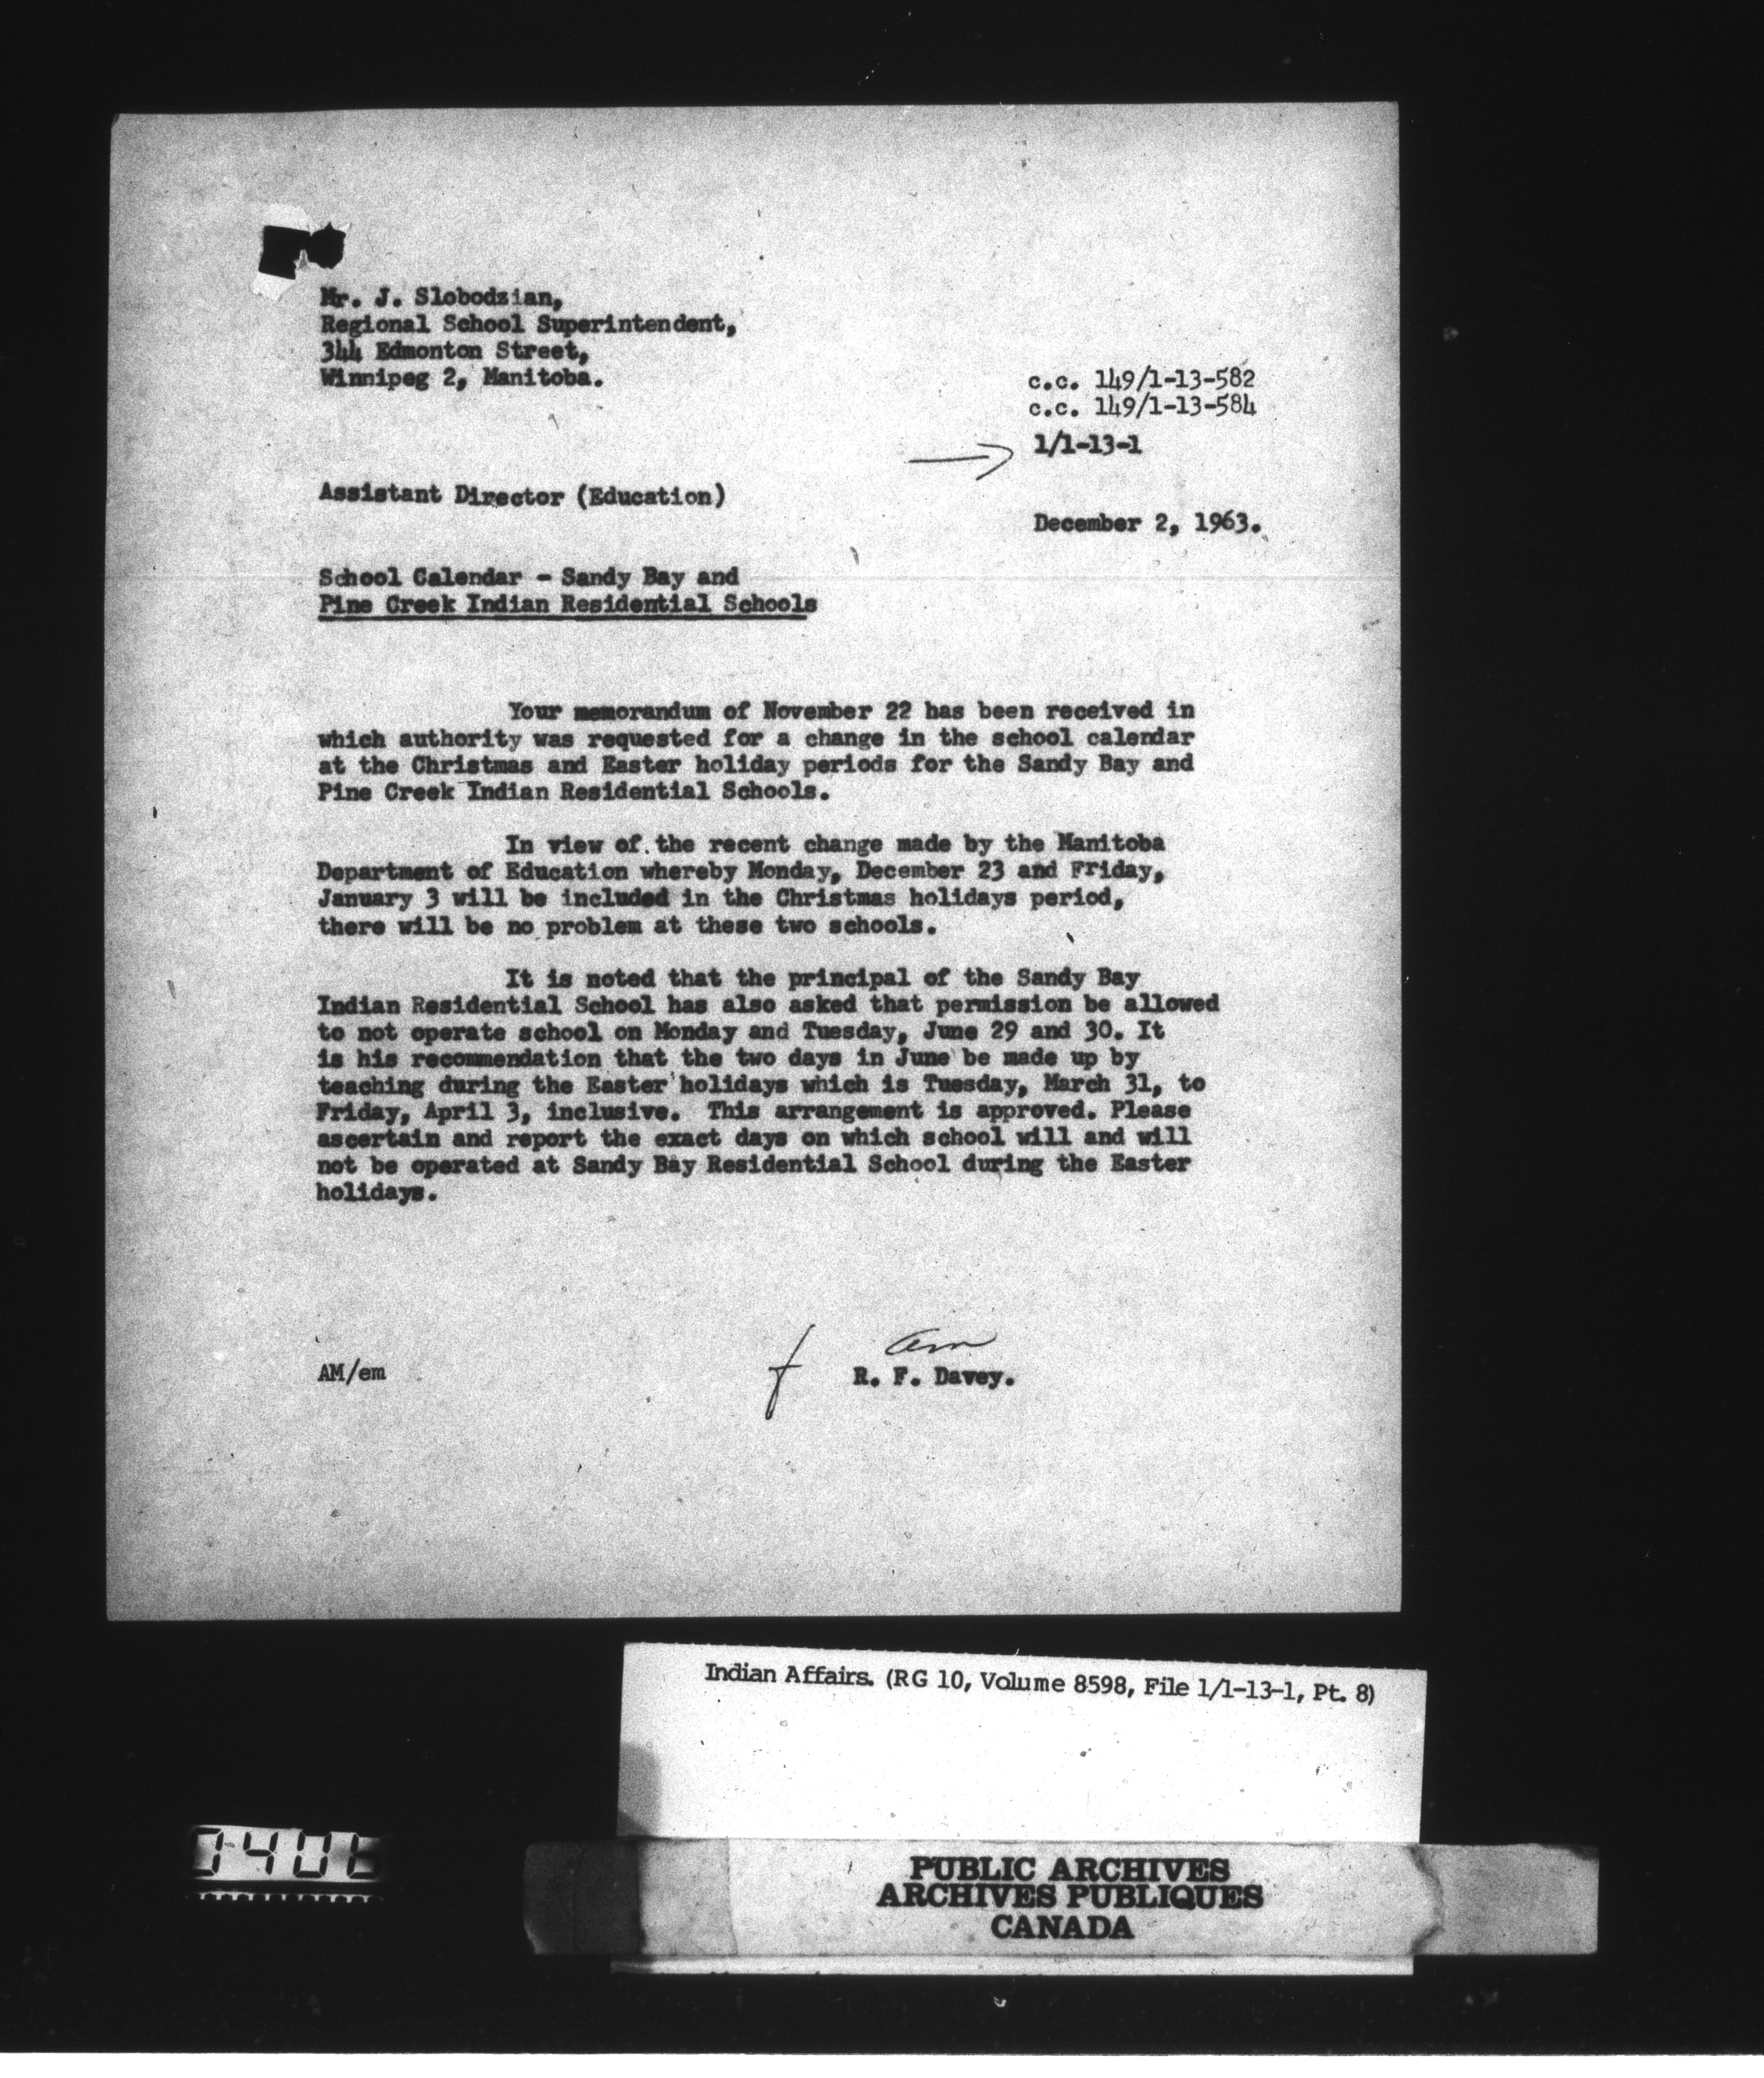 Mr. J. Slobodzian,
Regional School Superintendent,
344 Edmonton Street,
Winnipeg 2, Manitoba.
c.c. 149/1-13-582
c.c. 149/1-13-584
1/1-13-1
Assistant Director (Education)
December 2, 1963.
School Calendar - Sandy Bay and
Pine Creek Indian Residential Schools
Your memorandum of November 22 has been received in
which authority was requested for a change in the school calendar
at the Christmas and Easter holiday periods for the Sandy Bay and
Pine Creek Indian Residential Schools.
In view of the recent change made by the Manitoba
Department of Education whereby Monday, December 23 and Friday,
January 3 will be included in the Christmas holidays period,
there will be no problem at these two schools.
It is noted that the principal of the Sandy Bay
Indian Residential School has also asked that permission be allowed
to not operate school on Monday and Tuesday, June 29 and 30. It
is his recommendation that the two days in June be made up by
teaching during the Easter holidays which is Tuesday, March 31, to
Friday, April 3, inclusive. This arrangement is approved. Please
ascertain and report the exact days on which school will and will
not be operated at Sandy Bay Residential School during the Easter
holidays.
am
AM/em
R. F. Davey.
Indian Affairs. (RG 10, Volume 8598, File 1/1-13-1, Pt. 8)
PUBLIC ARCHIVES
ARCHIVES PUBLIQUES
CANADA